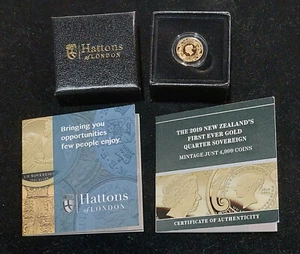 Hattons
of LONDON
Bringing you
opportunities
few people enjoy.
Hattons
of LONDON
THE 2019 NEW ZEALAND'S
FIRST EVER GOLD
QUARTER SOVEREIGN
MINTAGE JUST 4,999 COINS
CERTIFICATE OF AUTHENTICITY